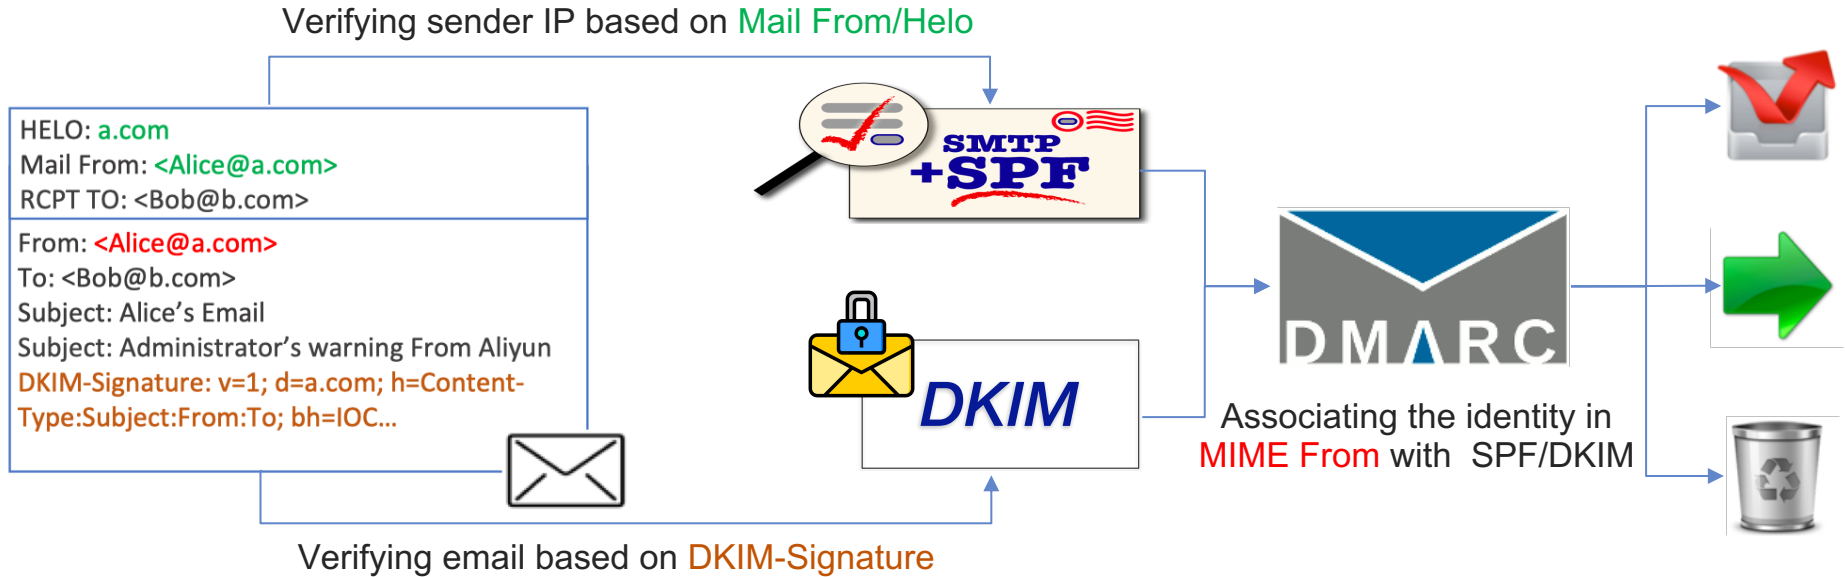 Verifying sender IP based on Mail From/Helo
HELO: a.com
Mail From: <Alice@a.com>
RCPT TO: <Bob@b.com>
From: <Alice@a.com>
To: <Bob@b.com>
Subject: Alice's Email
Subject: Administrator's warning From Aliyun
DKIM-Signature: v=1; d=a.com; h=Content-
Type:Subject:From:To; bh=IOC...
SMTP
+SPF
DKIM
DMARC
Associating the identity in
MIME From with SPF/DKIM
Verifying email based on DKIM-Signature